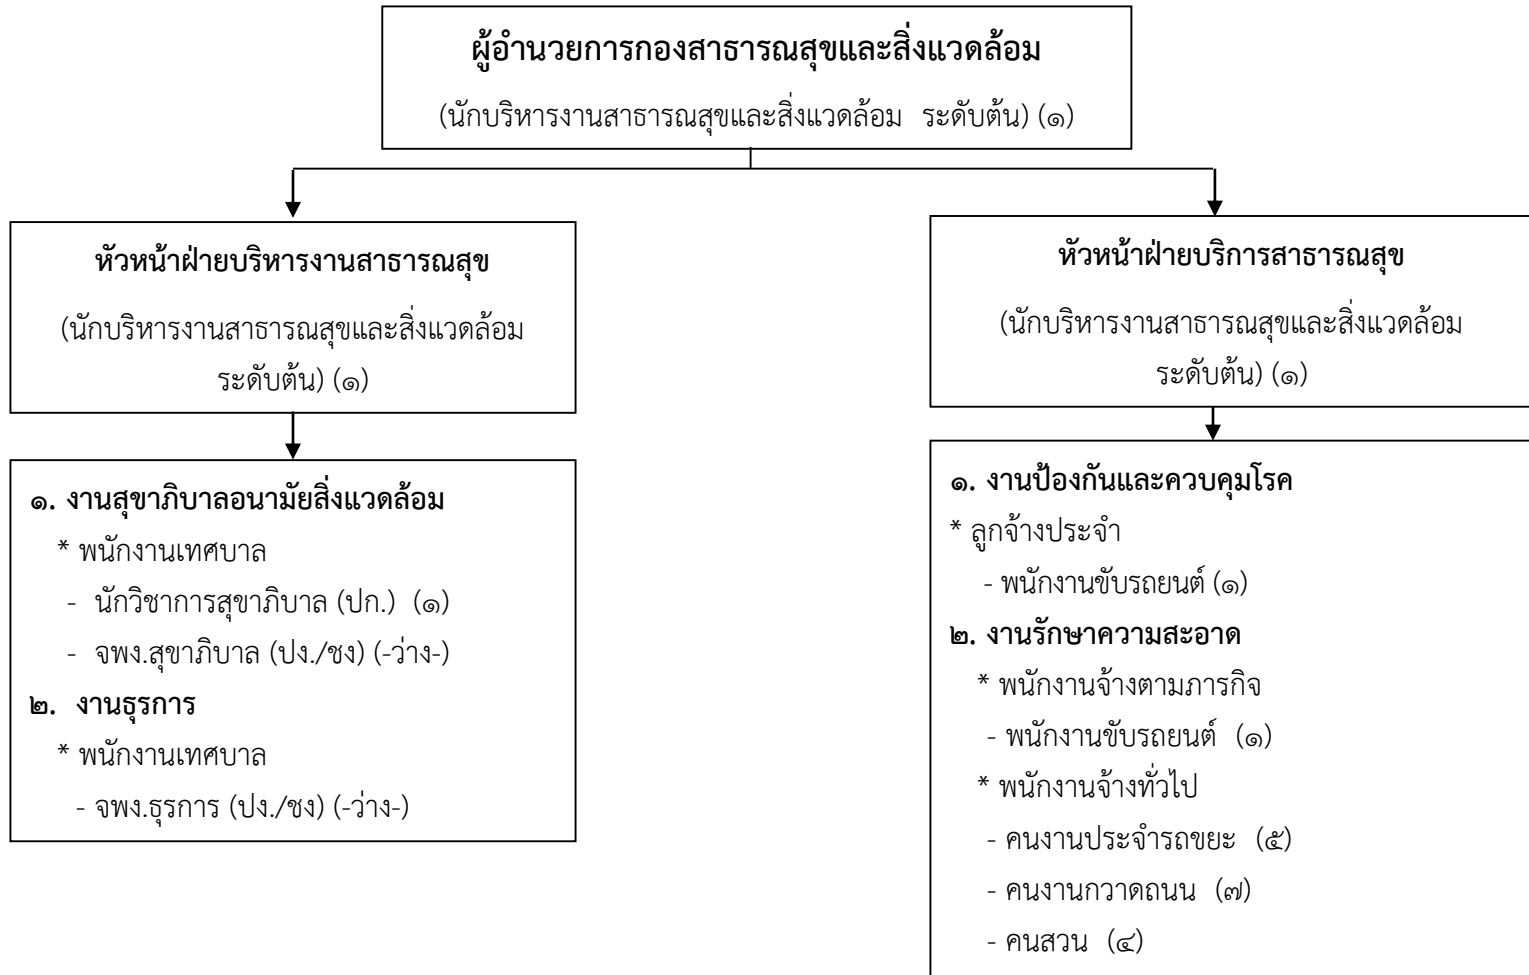 ผู้อำนวยการกองสาธารณสุขและสิ่งแวดล้อม
(นักบริหารงานสาธารณสุขและสิ่งแวดล้อม ระดับต้น) (๑)
หัวหน้าฝ่ายบริหารงานสาธารณสุข
(นักบริหารงานสาธารณสุขและสิ่งแวดล้อม
ระดับต้น) (๑)
๑. งานสุขาภิบาลอนามัยสิ่งแวดล้อม
* พนักงานเทศบาล
- นักวิชาการสุขาภิบาล (ปก.) (๑)
- จพง.สุขาภิบาล (ปง./ชง) (-ว่าง-)
๒. งานธุรการ
* พนักงานเทศบาล
- จพง.ธุรการ (ปง./ชง) (-ว่าง-)
หัวหน้าฝ่ายบริการสาธารณสุข
(นักบริหารงานสาธารณสุขและสิ่งแวดล้อม
ระดับต้น) (๑)
๑. งานป้องกันและควบคุมโรค
* ลูกจ้างประจำ
- พนักงานขับรถยนต์ (๑)
๒. งานรักษาความสะอาด
* พนักงานจ้างตามภารกิจ
- พนักงานขับรถยนต์ (๑)
* พนักงานจ้างทั่วไป
- คนงานประจำรถขยะ (๕)
- คนงานกวาดถนน (๗)
- คนสวน (๔)